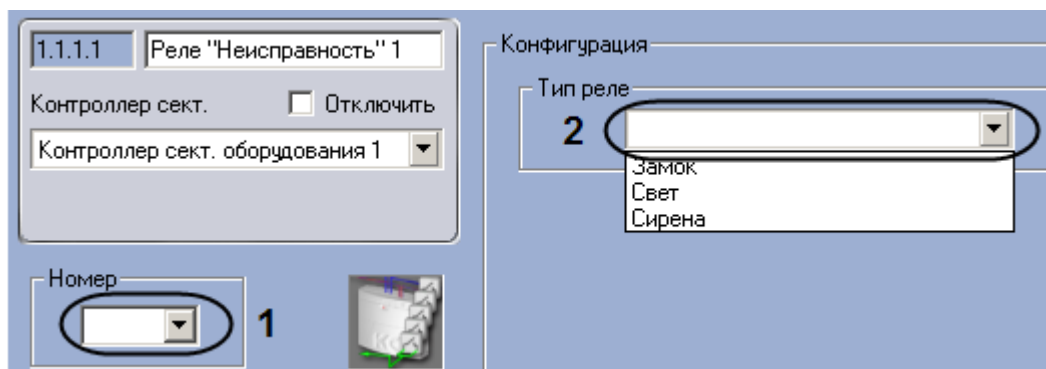 1.1.1.1 Реле "Неисправность" 1
Контроллер сект. Отключить
Контроллер сект. оборудования 1
Номер
1
Конфигурация
Тип реле
2
Замок
Свет
Сирена